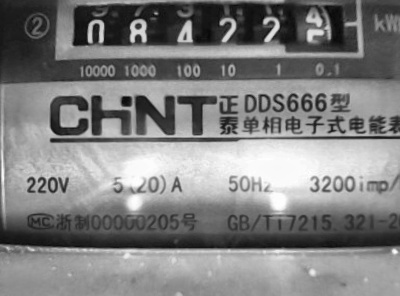 ② 08422 kW
10000 1000 100 10 1 0.1
CHiNT 正泰 DDS666型
单相电子式电能表
220V 5(20)A 50Hz 3200imp/
MC 浙制00000205号 GB/T17215.321-2